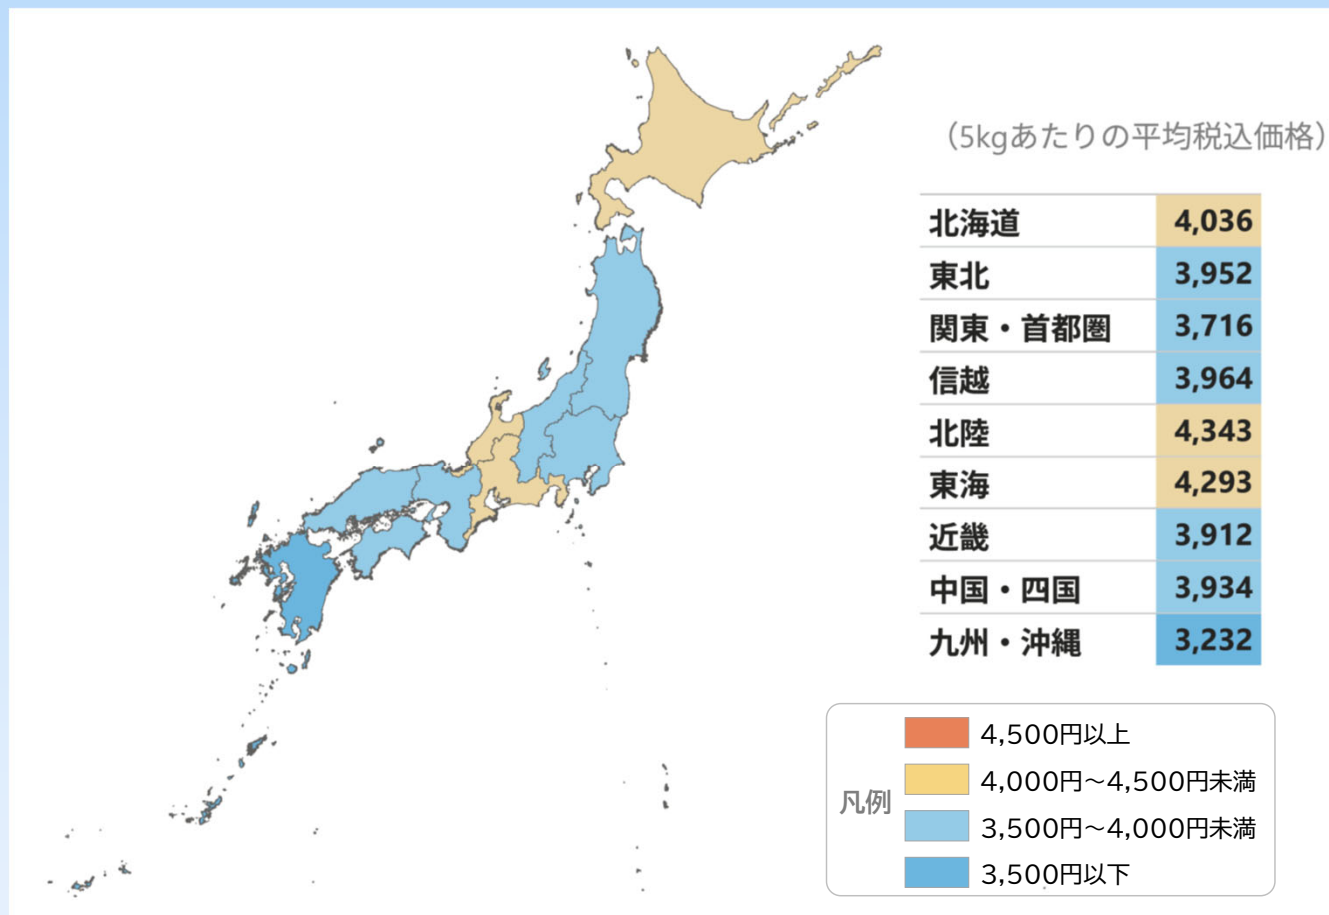 （5kgあたりの平均税込価格）
北海道 4,036
東北 3,952
関東・首都圏 3,716
信越 3,964
北陸 4,343
東海 4,293
近畿 3,912
中国・四国 3,934
九州・沖縄 3,232
凡例
4,500円以上
4,000円～4,500円未満
3,500円～4,000円未満
3,500円以下